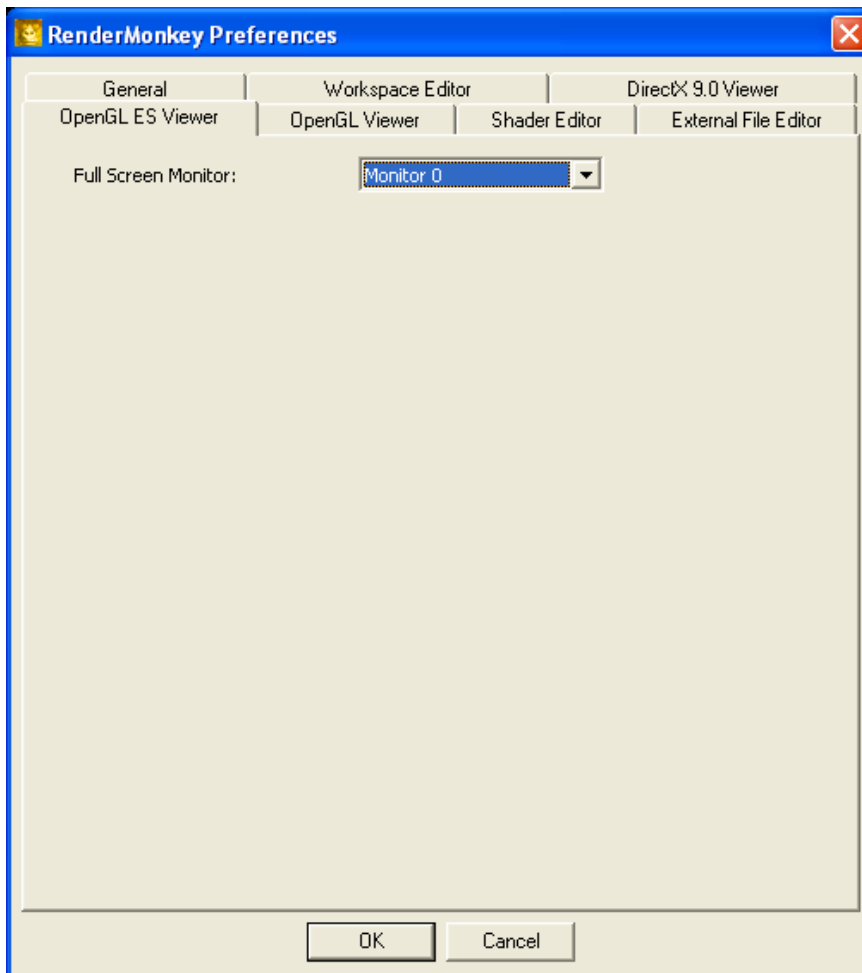 RenderMonkey Preferences
General Workspace Editor DirectX 9.0 Viewer
OpenGL ES Viewer OpenGL Viewer Shader Editor External File Editor
Full Screen Monitor: Monitor 0
OK Cancel